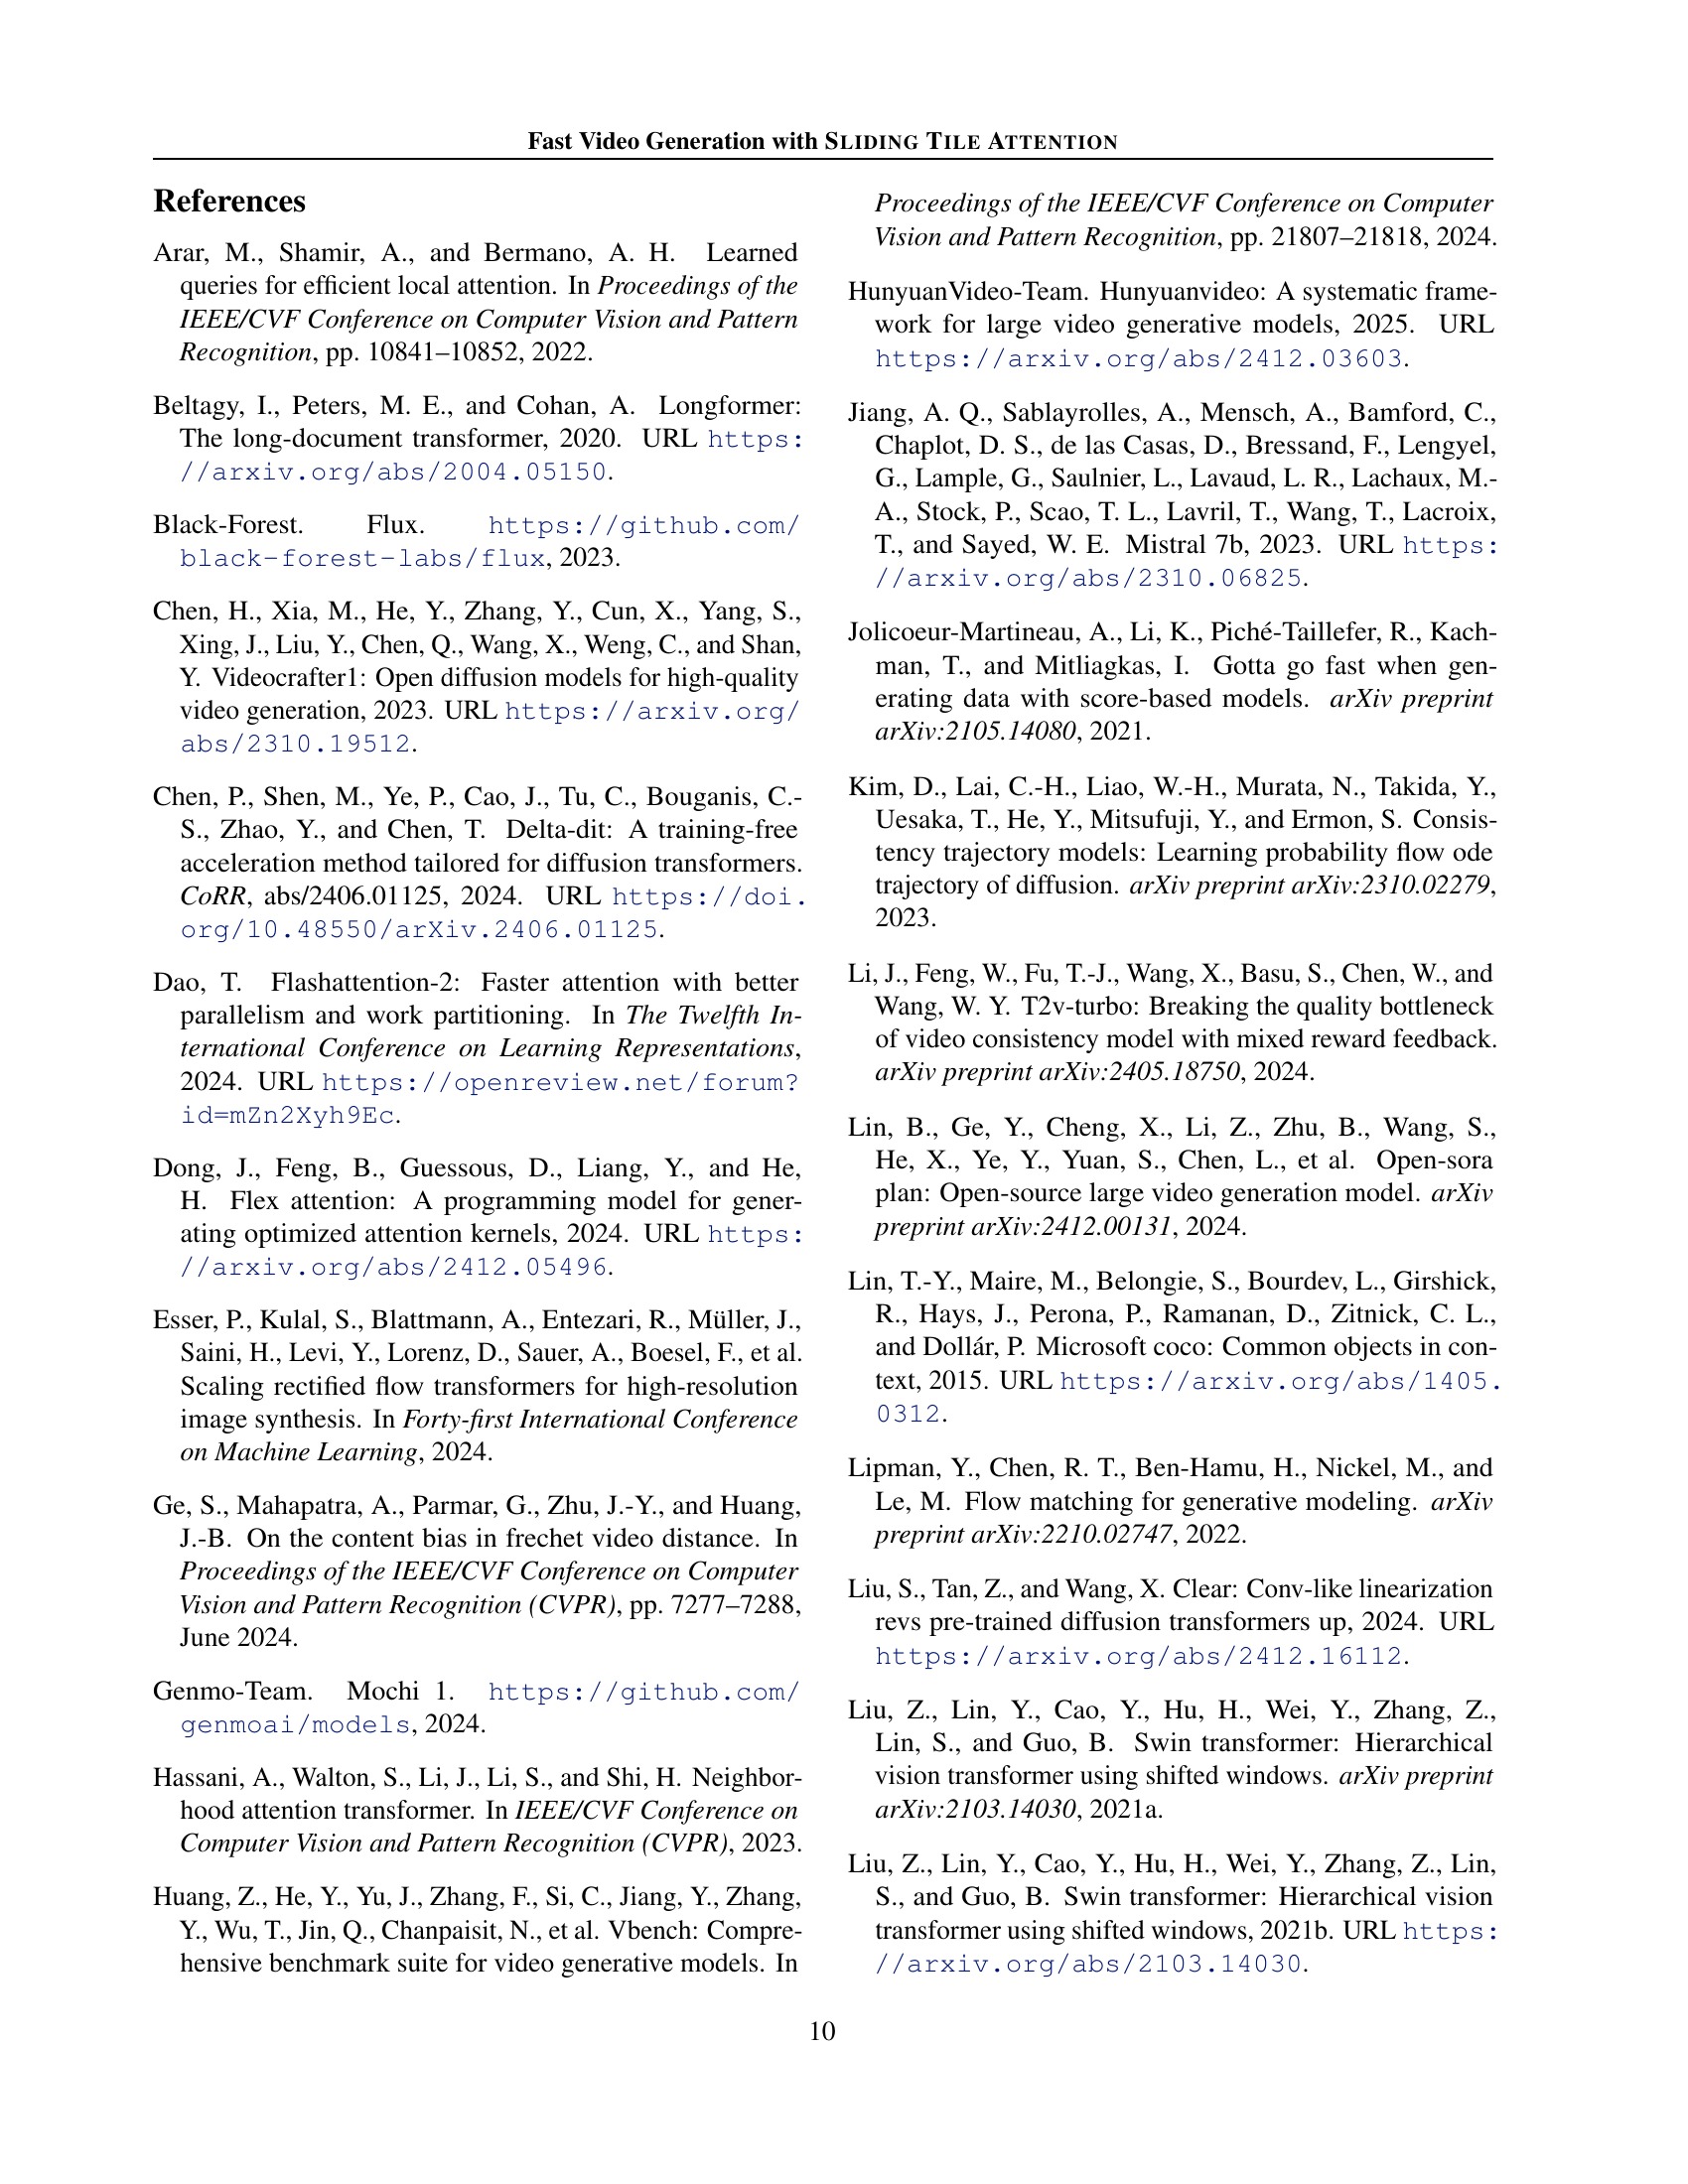 Fast Video Generation with SLIDING TILE ATTENTION
References
Arar, M., Shamir, A., and Bermano, A. H. Learned
queries for efficient local attention. In Proceedings of the
IEEE/CVF Conference on Computer Vision and Pattern
Recognition, pp. 10841–10852, 2022.
Beltagy, I., Peters, M. E., and Cohan, A. Longformer:
The long-document transformer, 2020. URL https:
//arxiv.org/abs/2004.05150.
Black-Forest. Flux. https://github.com/
black-forest-labs/flux, 2023.
Chen, H., Xia, M., He, Y., Zhang, Y., Cun, X., Yang, S.,
Xing, J., Liu, Y., Chen, Q., Wang, X., Weng, C., and Shan,
Y. Videocrafter1: Open diffusion models for high-quality
video generation, 2023. URL https://arxiv.org/
abs/2310.19512.
Chen, P., Shen, M., Ye, P., Cao, J., Tu, C., Bouganis, C.-
S., Zhao, Y., and Chen, T. Delta-dit: A training-free
acceleration method tailored for diffusion transformers.
CoRR, abs/2406.01125, 2024. URL https://doi.
org/10.48550/arXiv.2406.01125.
Dao, T. Flashattention-2: Faster attention with better
parallelism and work partitioning. In The Twelfth In-
ternational Conference on Learning Representations,
2024. URL https://openreview.net/forum?
id=mZn2Xyh9Ec.
Dong, J., Feng, B., Guessous, D., Liang, Y., and He,
H. Flex attention: A programming model for gener-
ating optimized attention kernels, 2024. URL https:
//arxiv.org/abs/2412.05496.
Esser, P., Kulal, S., Blattmann, A., Entezari, R., Müller, J.,
Saini, H., Levi, Y., Lorenz, D., Sauer, A., Boesel, F., et al.
Scaling rectified flow transformers for high-resolution
image synthesis. In Forty-first International Conference
on Machine Learning, 2024.
Ge, S., Mahapatra, A., Parmar, G., Zhu, J.-Y., and Huang,
J.-B. On the content bias in frechet video distance. In
Proceedings of the IEEE/CVF Conference on Computer
Vision and Pattern Recognition (CVPR), pp. 7277–7288,
June 2024.
Genmo-Team. Mochi 1. https://github.com/
genmoai/models, 2024.
Hassani, A., Walton, S., Li, J., Li, S., and Shi, H. Neighbor-
hood attention transformer. In IEEE/CVF Conference on
Computer Vision and Pattern Recognition (CVPR), 2023.
Huang, Z., He, Y., Yu, J., Zhang, F., Si, C., Jiang, Y., Zhang,
Y., Wu, T., Jin, Q., Chanpaisit, N., et al. Vbench: Compre-
hensive benchmark suite for video generative models. In
Proceedings of the IEEE/CVF Conference on Computer
Vision and Pattern Recognition, pp. 21807–21818, 2024.
HunyuanVideo-Team. Hunyuanvideo: A systematic frame-
work for large video generative models, 2025. URL
https://arxiv.org/abs/2412.03603.
Jiang, A. Q., Sablayrolles, A., Mensch, A., Bamford, C.,
Chaplot, D. S., de las Casas, D., Bressand, F., Lengyel,
G., Lample, G., Saulnier, L., Lavaud, L. R., Lachaux, M.-
A., Stock, P., Scao, T. L., Lavril, T., Wang, T., Lacroix,
T., and Sayed, W. E. Mistral 7b, 2023. URL https:
//arxiv.org/abs/2310.06825.
Jolicoeur-Martineau, A., Li, K., Piché-Taillefer, R., Kach-
man, T., and Mitliagkas, I. Gotta go fast when gen-
erating data with score-based models. arXiv preprint
arXiv:2105.14080, 2021.
Kim, D., Lai, C.-H., Liao, W.-H., Murata, N., Takida, Y.,
Uesaka, T., He, Y., Mitsufuji, Y., and Ermon, S. Consis-
tency trajectory models: Learning probability flow ode
trajectory of diffusion. arXiv preprint arXiv:2310.02279,
2023.
Li, J., Feng, W., Fu, T.-J., Wang, X., Basu, S., Chen, W., and
Wang, W. Y. T2v-turbo: Breaking the quality bottleneck
of video consistency model with mixed reward feedback.
arXiv preprint arXiv:2405.18750, 2024.
Lin, B., Ge, Y., Cheng, X., Li, Z., Zhu, B., Wang, S.,
He, X., Ye, Y., Yuan, S., Chen, L., et al. Open-sora
plan: Open-source large video generation model. arXiv
preprint arXiv:2412.00131, 2024.
Lin, T.-Y., Maire, M., Belongie, S., Bourdev, L., Girshick,
R., Hays, J., Perona, P., Ramanan, D., Zitnick, C. L.,
and Dollár, P. Microsoft coco: Common objects in con-
text, 2015. URL https://arxiv.org/abs/1405.
0312.
Lipman, Y., Chen, R. T., Ben-Hamu, H., Nickel, M., and
Le, M. Flow matching for generative modeling. arXiv
preprint arXiv:2210.02747, 2022.
Liu, S., Tan, Z., and Wang, X. Clear: Conv-like linearization
revs pre-trained diffusion transformers up, 2024. URL
https://arxiv.org/abs/2412.16112.
Liu, Z., Lin, Y., Cao, Y., Hu, H., Wei, Y., Zhang, Z.,
Lin, S., and Guo, B. Swin transformer: Hierarchical
vision transformer using shifted windows. arXiv preprint
arXiv:2103.14030, 2021a.
Liu, Z., Lin, Y., Cao, Y., Hu, H., Wei, Y., Zhang, Z., Lin,
S., and Guo, B. Swin transformer: Hierarchical vision
transformer using shifted windows, 2021b. URL https:
//arxiv.org/abs/2103.14030.
10